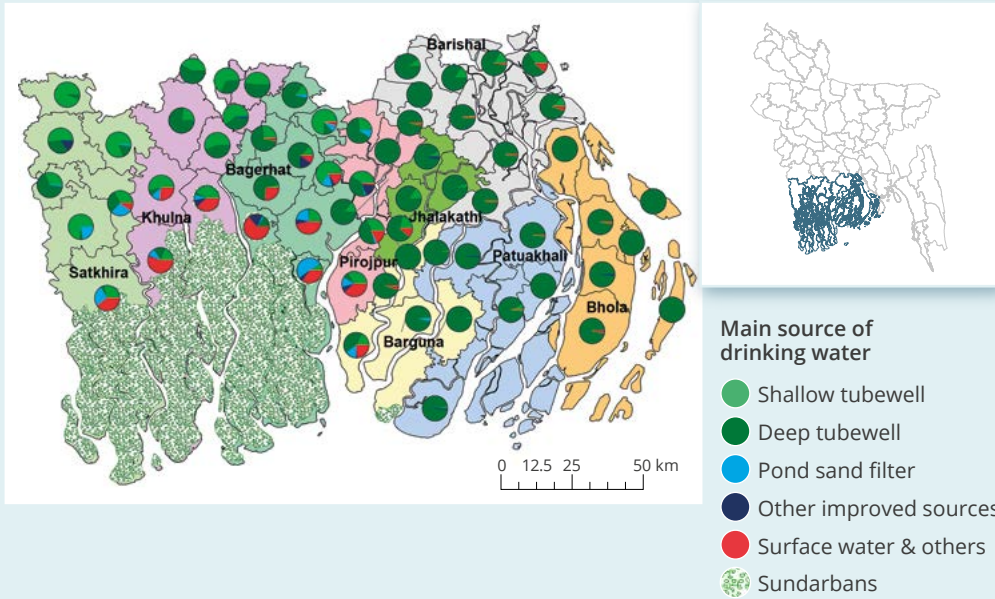 Barishal
Bagerhat
Khulna
Jhalakathi
Satkhira
Pirojpur
Patuakhali
Bhola
Barguna
0 12.5 25 50 km
Main source of
drinking water
Shallow tubewell
Deep tubewell
Pond sand filter
Other improved sources
Surface water & others
Sundarbans